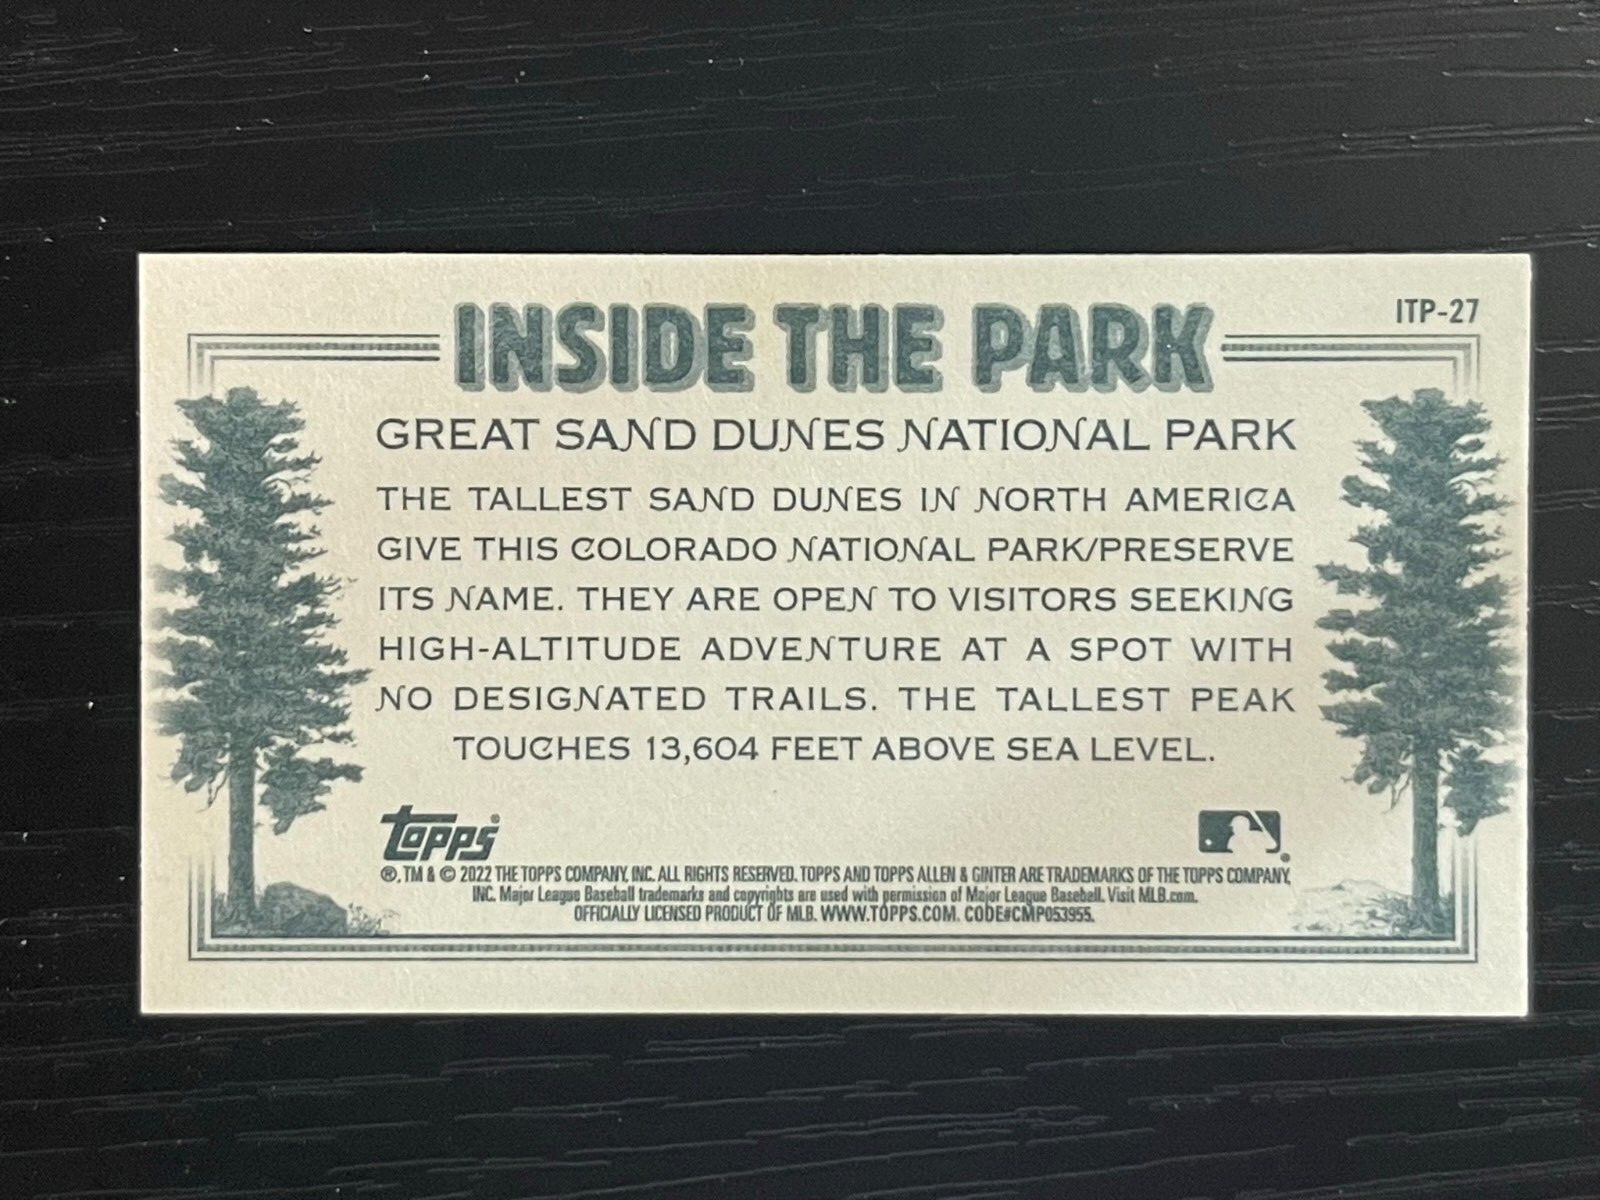 ITP-27
INSIDE THE PARK
GREAT SAND DUNES NATIONAL PARK
THE TALLEST SAND DUNES IN NORTH AMERICA
GIVE THIS COLORADO NATIONAL PARK/PRESERVE
ITS NAME. THEY ARE OPEN TO VISITORS SEEKING
HIGH-ALTITUDE ADVENTURE AT A SPOT WITH
NO DESIGNATED TRAILS. THE TALLEST PEAK
TOUCHES 13,604 FEET ABOVE SEA LEVEL.
topps®
®
®, TM & © 2022 THE TOPPS COMPANY, INC. ALL RIGHTS RESERVED. TOPPS AND TOPPS ALLEN & GINTER ARE TRADEMARKS OF THE TOPPS COMPANY,
INC. Major League Baseball trademarks and copyrights are used with permission of Major League Baseball. Visit MLB.com.
OFFICIALLY LICENSED PRODUCT OF MLB. WWW.TOPPS.COM. CODE#CMP053955.